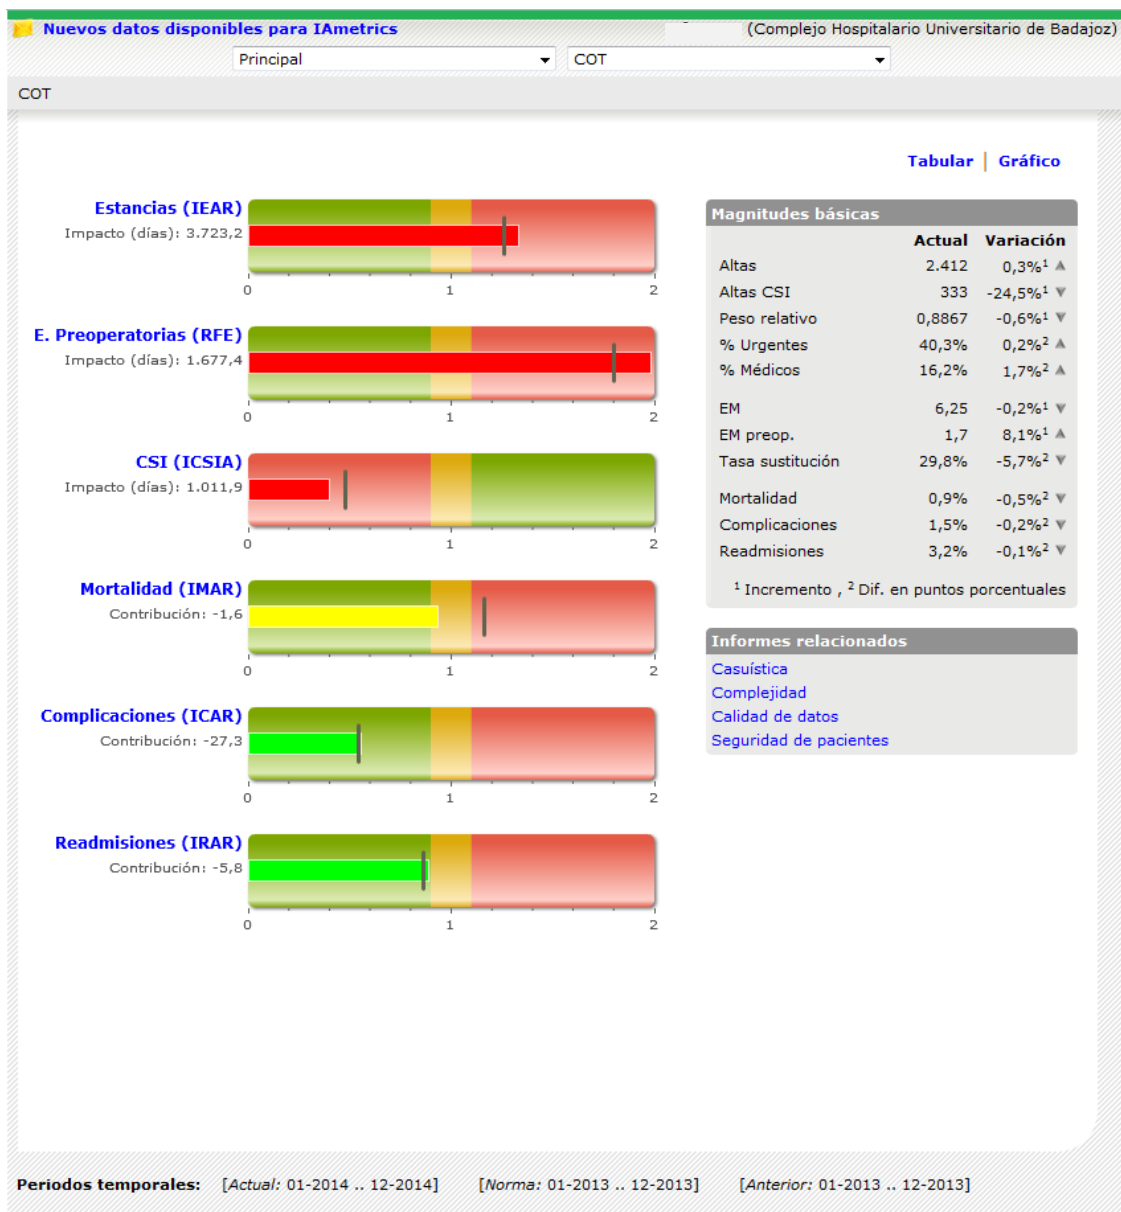 Nuevos datos disponibles para IAmetrics
(Complejo Hospitalario Universitario de Badajoz)
Principal COT
COT
Tabular | Gráfico
Estancias (IEAR)
Impacto (días): 3.723,2
0 1 2
E. Preoperatorias (RFE)
Impacto (días): 1.677,4
0 1 2
CSI (ICSIA)
Impacto (días): 1.011,9
0 1 2
Mortalidad (IMAR)
Contribución: -1,6
0 1 2
Complicaciones (ICAR)
Contribución: -27,3
0 1 2
Readmisiones (IRAR)
Contribución: -5,8
0 1 2
Magnitudes básicas
Actual Variación
Altas 2.412 0,3%¹
Altas CSI 333 -24,5%¹
Peso relativo 0,8867 -0,6%¹
% Urgentes 40,3% 0,2%²
% Médicos 16,2% 1,7%²
EM 6,25 -0,2%¹
EM preop. 1,7 8,1%¹
Tasa sustitución 29,8% -5,7%²
Mortalidad 0,9% -0,5%²
Complicaciones 1,5% -0,2%²
Readmisiones 3,2% -0,1%²
¹ Incremento , ² Dif. en puntos porcentuales
Informes relacionados
Casuística
Complejidad
Calidad de datos
Seguridad de pacientes
Periodos temporales: [Actual: 01-2014 .. 12-2014] [Norma: 01-2013 .. 12-2013] [Anterior: 01-2013 .. 12-2013]